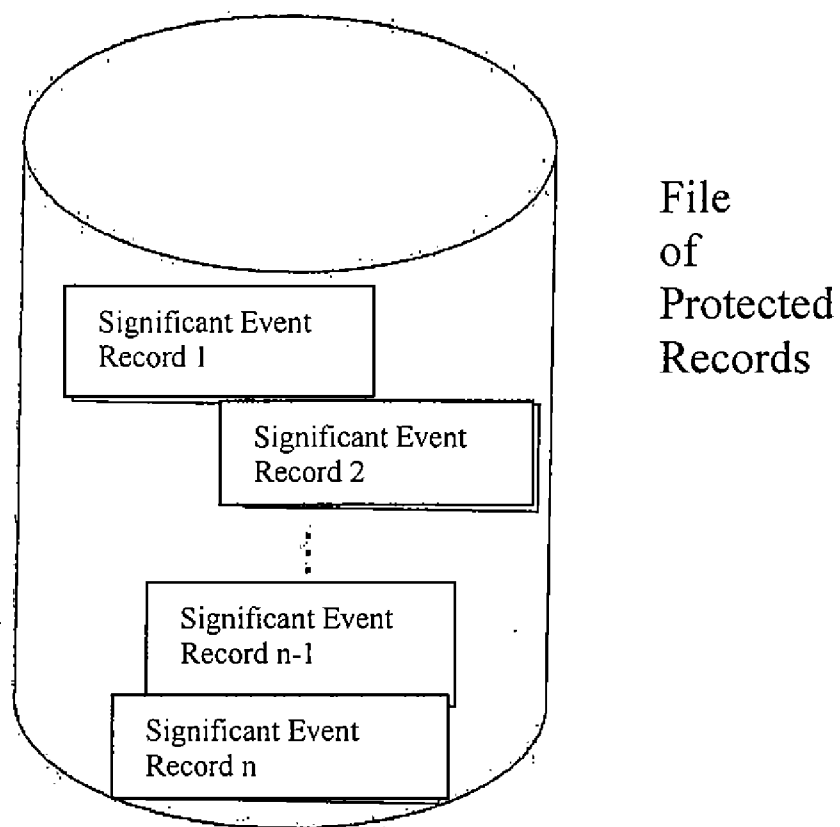 File
of
Protected
Records
Significant Event
Record 1
Significant Event
Record 2
Significant Event
Record n-1
Significant Event
Record n